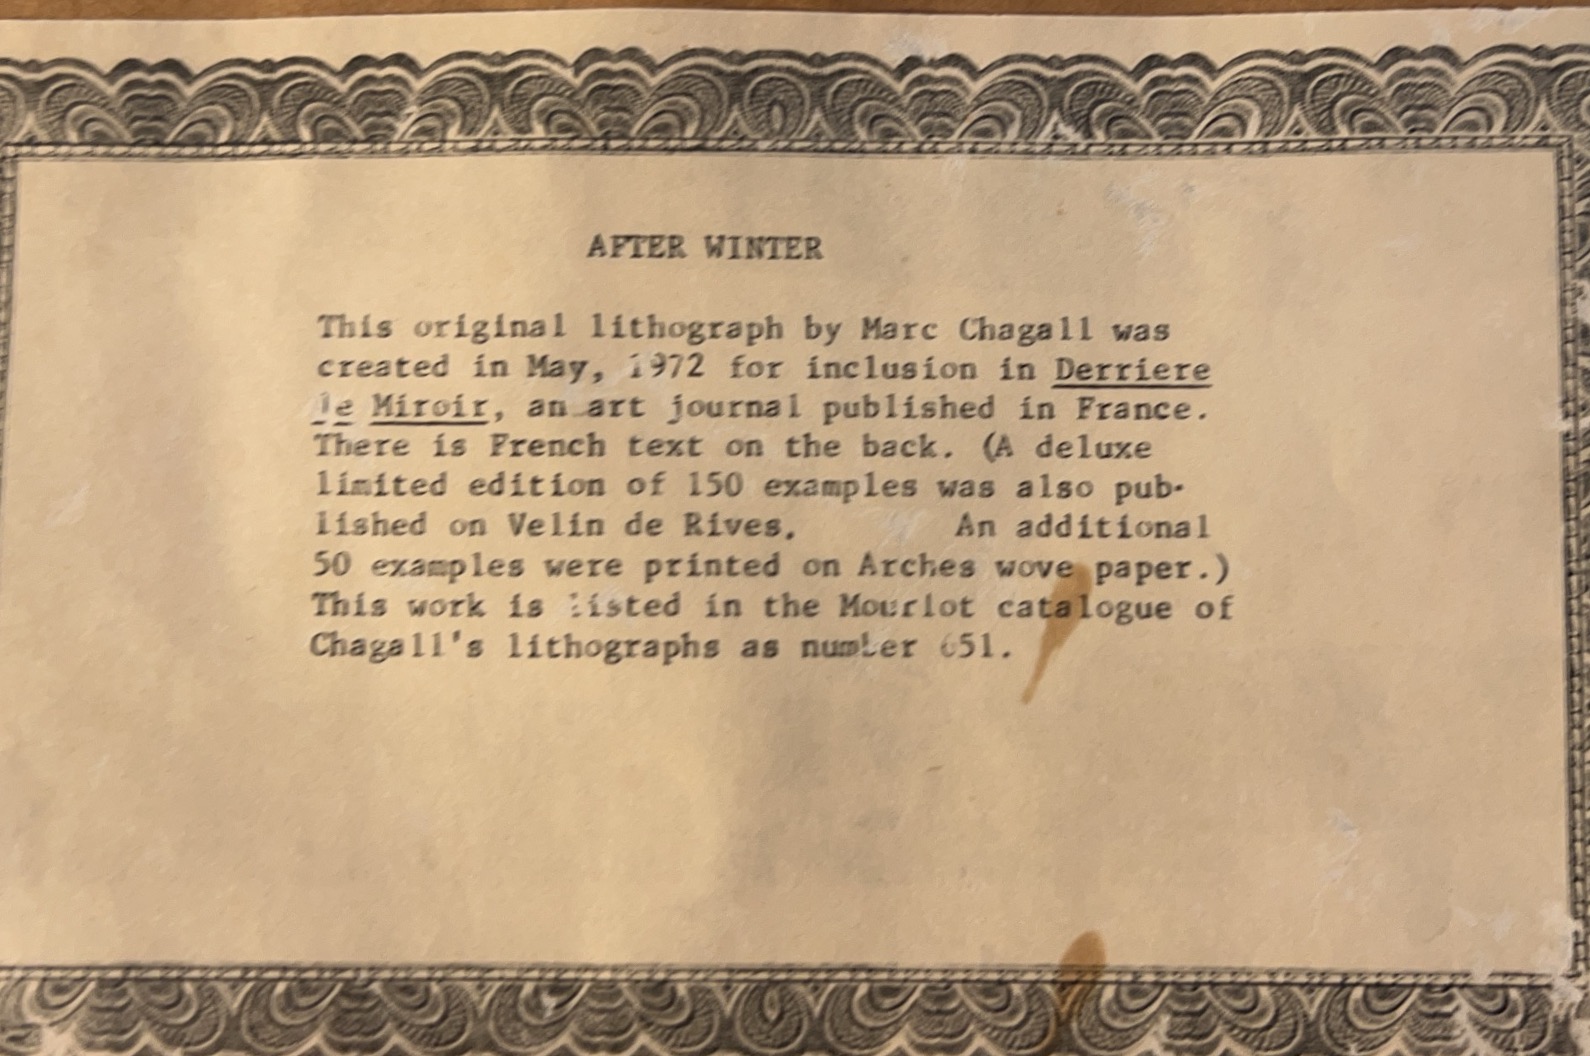 AFTER WINTER
This original lithograph by Marc Chagall was
created in May, 1972 for inclusion in Derriere
le Miroir, an art journal published in France.
There is French text on the back. (A deluxe
limited edition of 150 examples was also pub-
lished on Velin de Rives. An additional
50 examples were printed on Arches wove paper.)
This work is listed in the Mourlot catalogue of
Chagall's lithographs as number 651.